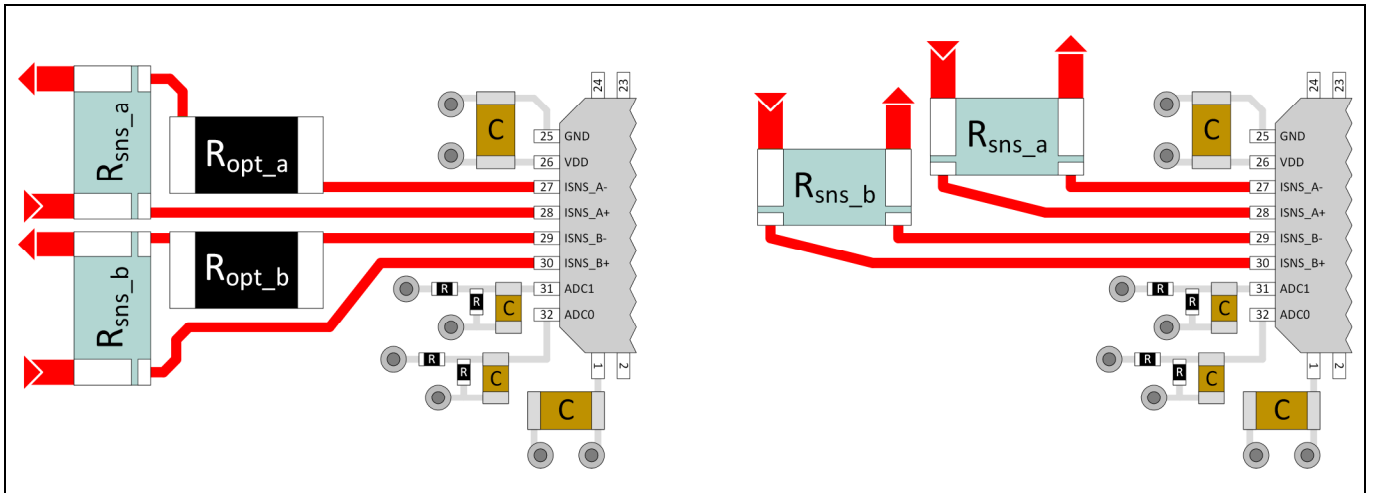 24
23
C
25 GND
26 VDD
27 ISNS_A-
28 ISNS_A+
29 ISNS_B-
30 ISNS_B+
31 ADC1
32 ADC0
1
2
Rsns_a
Ropt_a
Rsns_b
Ropt_b
R
R
C
R
R
C
C
24
23
C
25 GND
26 VDD
27 ISNS_A-
28 ISNS_A+
29 ISNS_B-
30 ISNS_B+
31 ADC1
32 ADC0
1
2
Rsns_a
Rsns_b
R
R
C
R
R
C
C